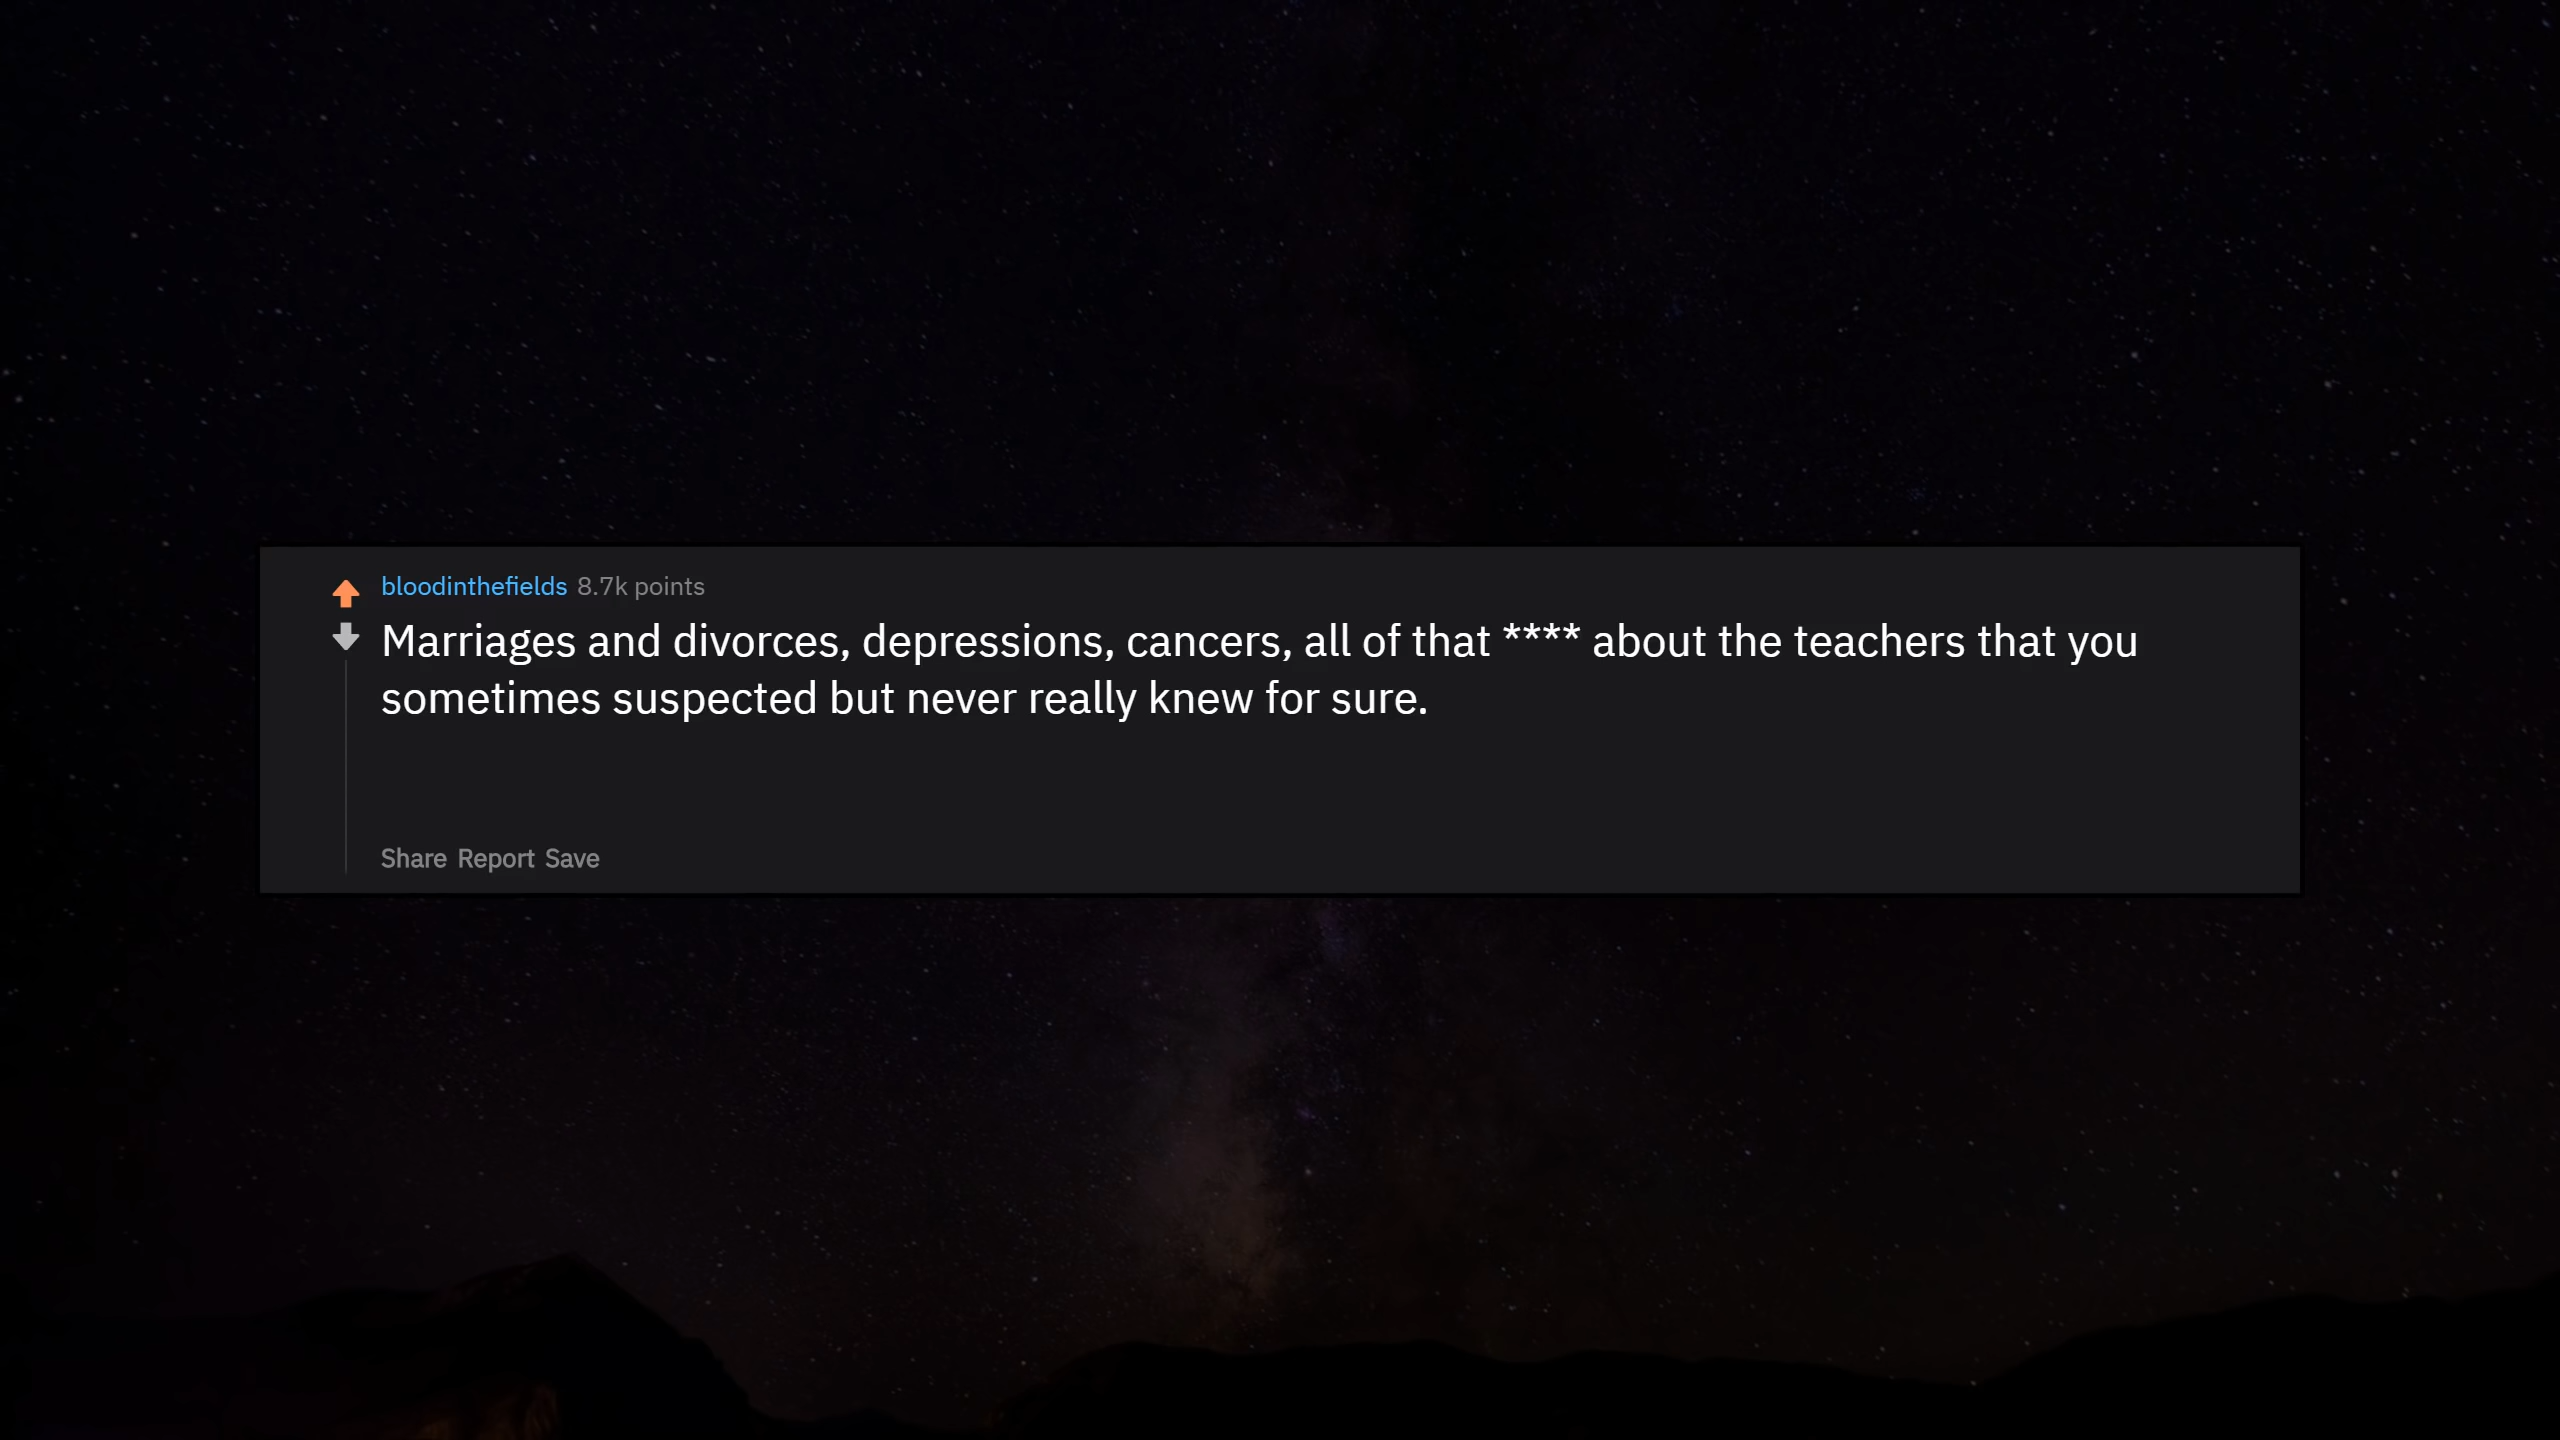 bloodinthefields 8.7k points
Marriages and divorces, depressions, cancers, all of that **** about the teachers that you
sometimes suspected but never really knew for sure.
Share Report Save